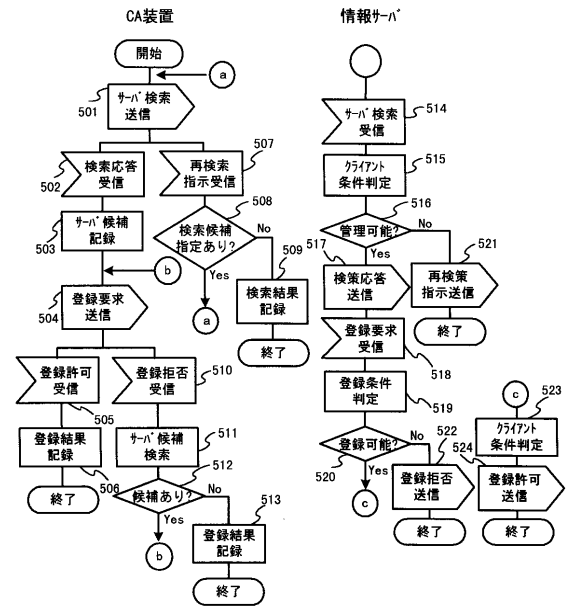 CA装置
開始
a
501
サーバ検索
送信
502
検索応答
受信
507
再検索
指示受信
503
サーバ候補
記録
508
検索候補
指定あり?
No
Yes
a
509
検索結果
記録
終了
b
504
登録要求
送信
登録許可
受信
505
登録拒否
受信
510
登録結果
記録
506
終了
サーバ候補
検索
511
512
候補あり?
No
Yes
b
513
登録結果
記録
終了
情報サーバ
514
サーバ検索
受信
515
クライアント
条件判定
516
管理可能?
No
Yes
517
検策応答
送信
521
再検策
指示送信
終了
登録要求
受信
518
登録条件
判定
519
登録可能?
No
520
Yes
c
522
登録拒否
送信
終了
c
523
クライアント
条件判定
524
登録許可
送信
終了